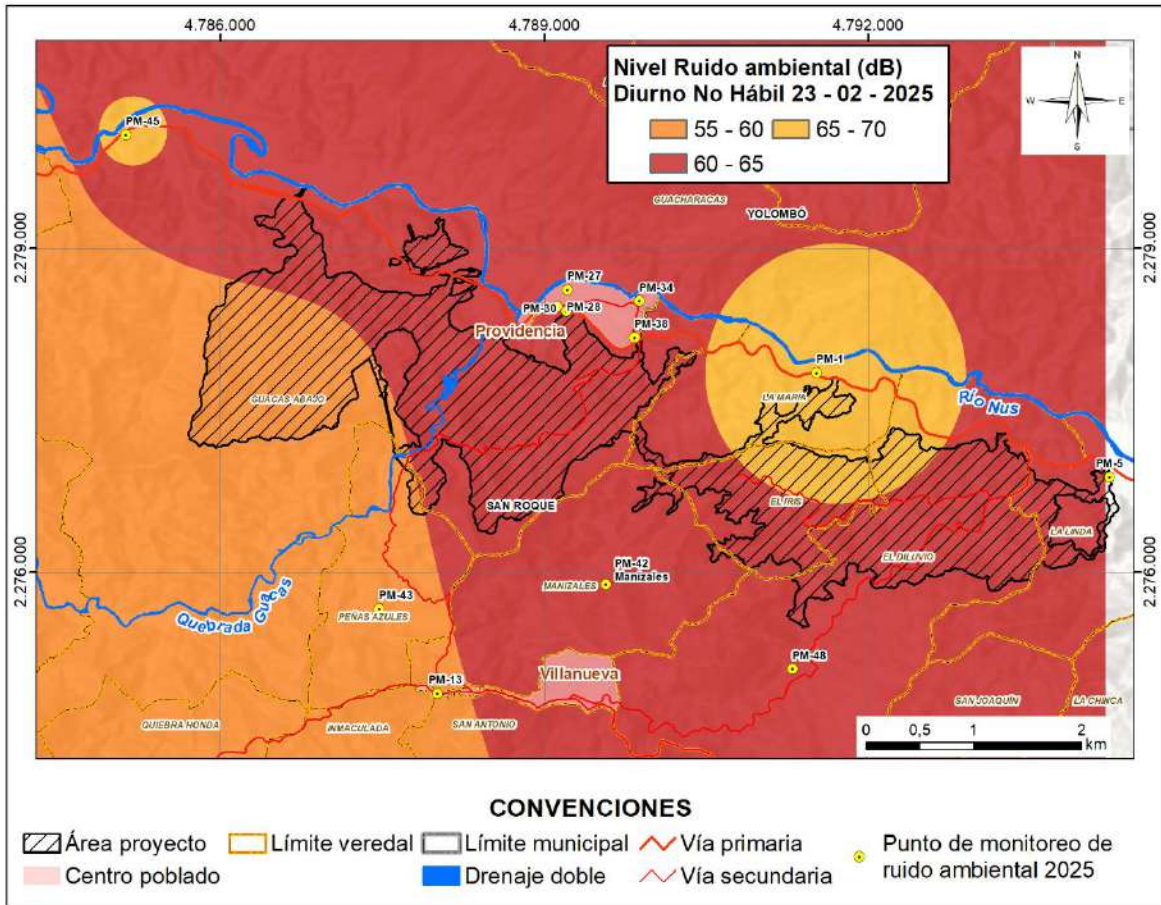 4.786.000 4.789.000 4.792.000
Nivel Ruido ambiental (dB)
Diurno No Hábil 23 - 02 - 2025
55 - 60 65 - 70
60 - 65
N
W E
S
PM-45
GUACHARACAS
YOLOMBÓ
2.279.000 2.279.000
PM-27
PM-34
PM-30 PM-28
Providencia
PM-38
PM-1
GUACAS ABAJO
LA MARÍA
Río Nus
PM-5
SAN ROQUE
EL IRIS
LA LINDA
EL DILUVIO
2.276.000 2.276.000
PM-42
Manizales
MANIZALES
PM-43
PEÑAS AZULES
Quebrada Guacas
PM-48
Villanueva
PM-13
QUIEBRA HONDA
INMACULADA
SAN ANTONIO
SAN JOAQUÍN
LA CHINCA
0 0,5 1 2
km
CONVENCIONES
Área proyecto Límite veredal Límite municipal Vía primaria Punto de monitoreo de
Centro poblado Drenaje doble Vía secundaria ruido ambiental 2025